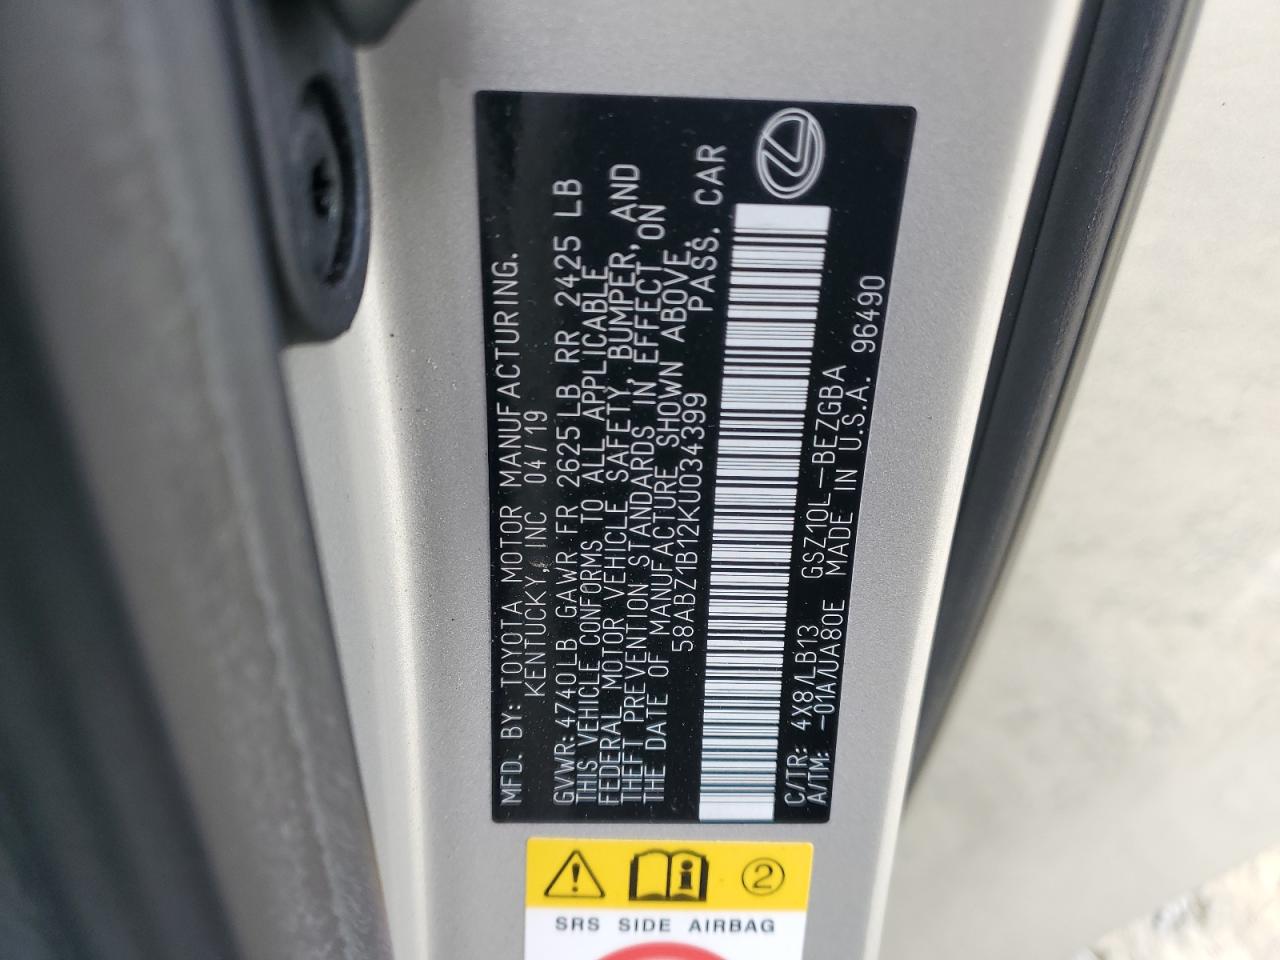 MFD. BY: TOYOTA MOTOR MANUFACTURING.
KENTUCKY, INC 04/19
GVWR: 4740LB GAWR FR 2625LB RR 2425 LB
THIS VEHICLE CONFORMS TO ALL APPLICABLE
FEDERAL MOTOR VEHICLE SAFETY, BUMPER, AND
THEFT PREVENTION STANDARDS IN EFFECT ON
THE DATE OF MANUFACTURE SHOWN ABOVE.
58ABZ1B12KU034399 PASS. CAR
C/TR: 4X8/LB13 GSZ10L-BEZGBA
A/TM: -01A/UA80E MADE IN U.S.A. 96490
2
SRS SIDE AIRBAG